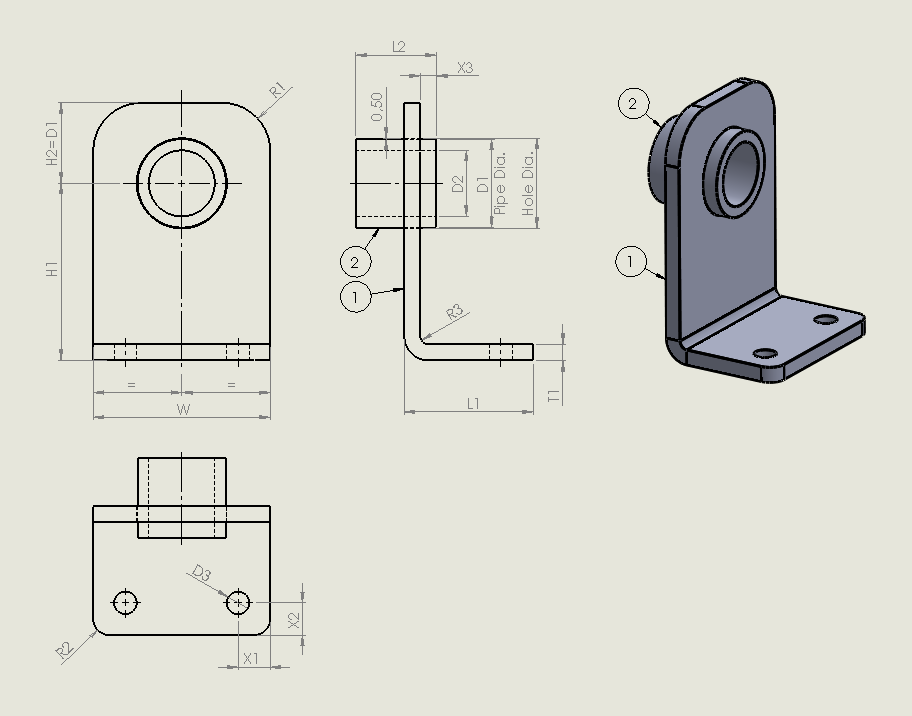 L2
X3
R1
0.50
H2=D1
2
D2
D1
Pipe Dia.
Hole Dia.
H1
2
1
1
R3
=
=
W
L1
T1
D3
X2
R2
X1